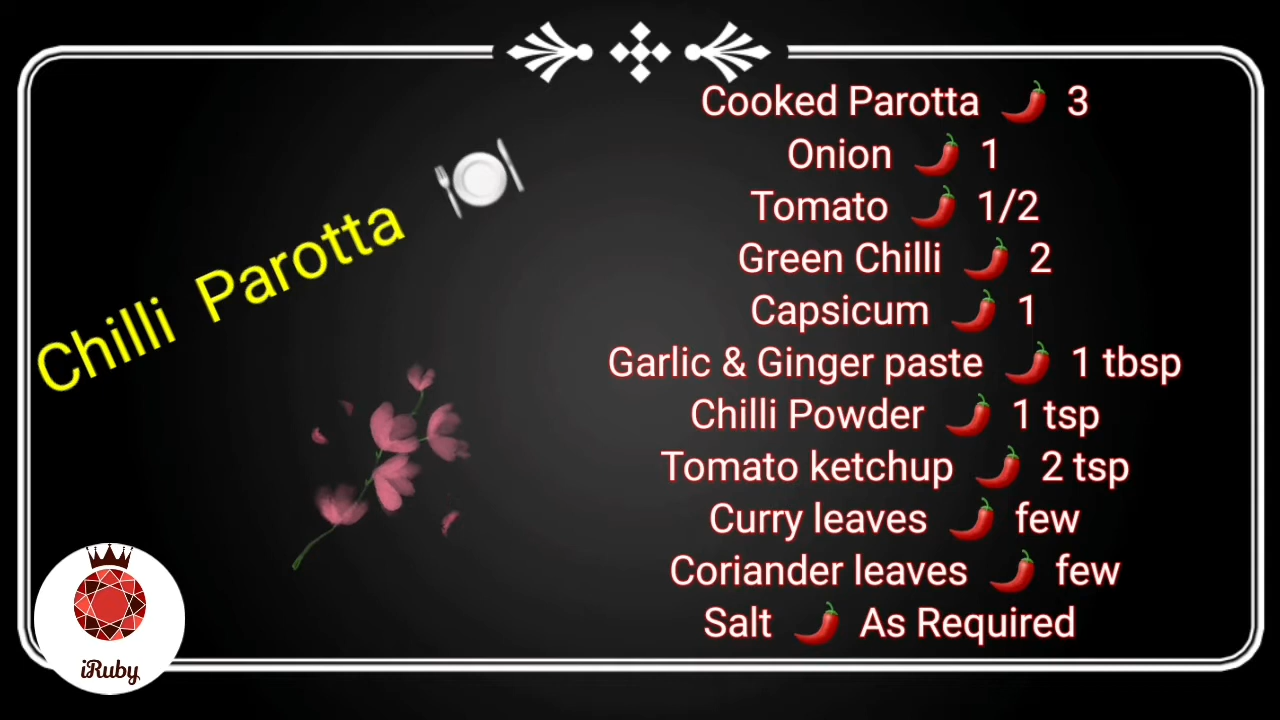 Chilli Parotta 🍽️
Cooked Parotta 🌶️ 3
Onion 🌶️ 1
Tomato 🌶️ 1/2
Green Chilli 🌶️ 2
Capsicum 🌶️ 1
Garlic & Ginger paste 🌶️ 1 tbsp
Chilli Powder 🌶️ 1 tsp
Tomato ketchup 🌶️ 2 tsp
Curry leaves 🌶️ few
Coriander leaves 🌶️ few
Salt 🌶️ As Required
iRuby